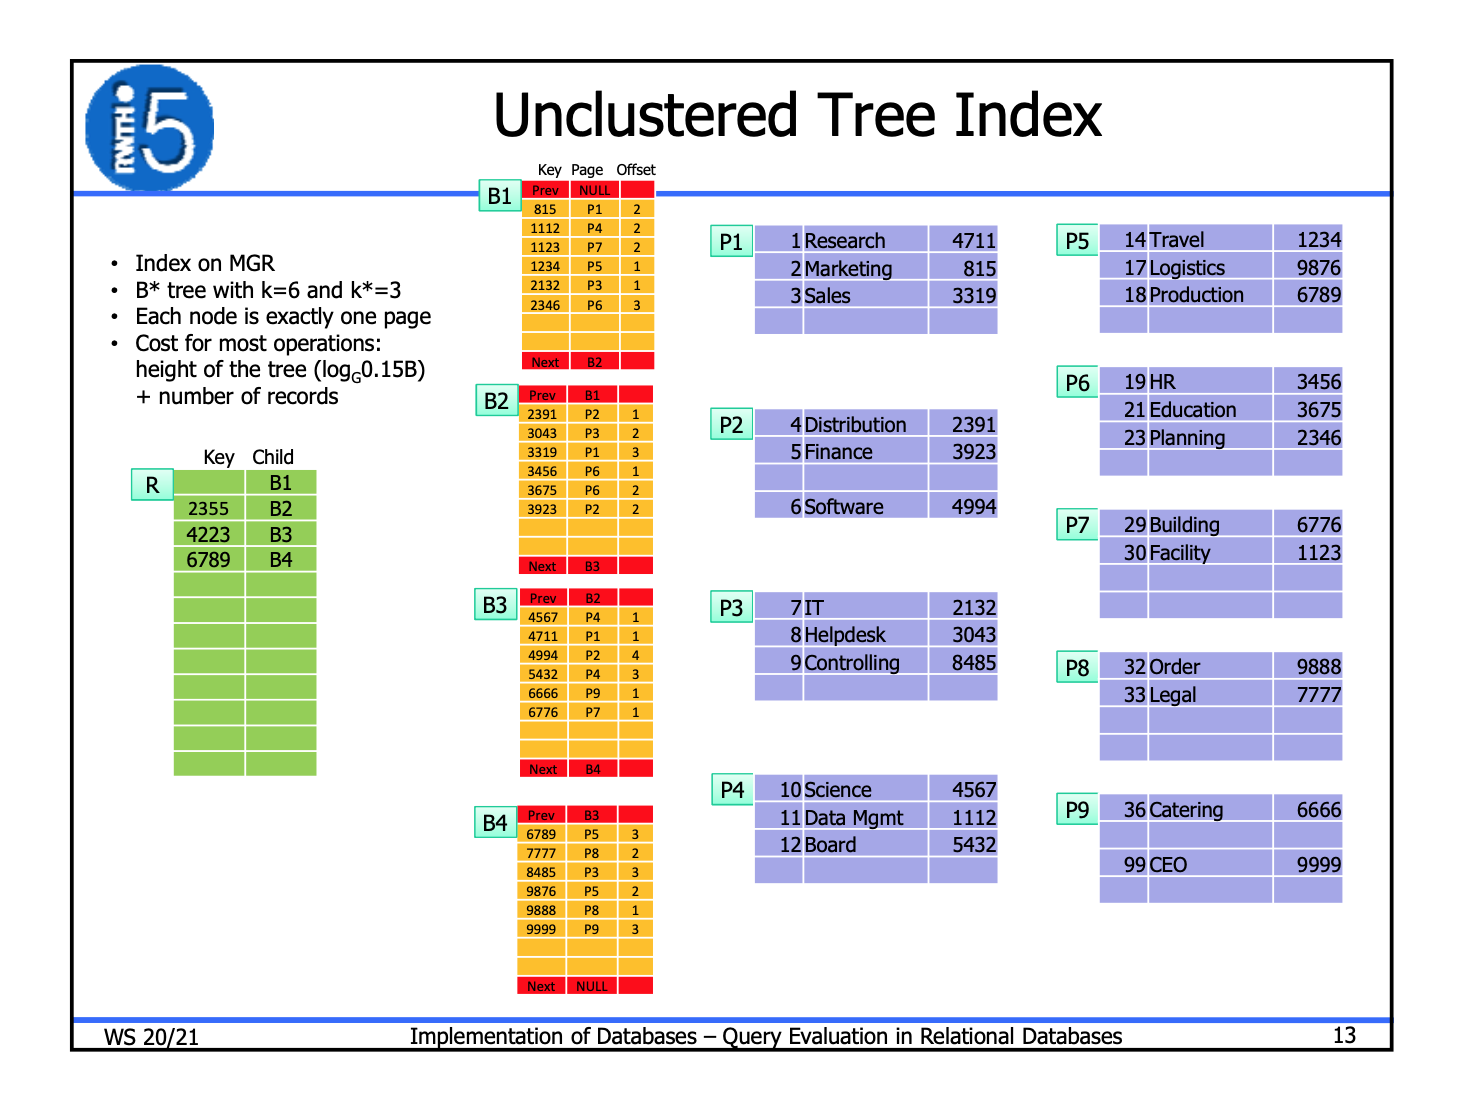 RWTH i5
Unclustered Tree Index
• Index on MGR
• B* tree with k=6 and k*=3
• Each node is exactly one page
• Cost for most operations:
height of the tree (logG0.15B)
+ number of records
Key Child
R
B1
2355 B2
4223 B3
6789 B4
Key Page Offset
B1
Prev NULL
815 P1 2
1112 P4 2
1123 P7 2
1234 P5 1
2132 P3 1
2346 P6 3
Next B2
B2
Prev B1
2391 P2 1
3043 P3 2
3319 P1 3
3456 P6 1
3675 P6 2
3923 P2 2
Next B3
B3
Prev B2
4567 P4 1
4711 P1 1
4994 P2 4
5432 P4 3
6666 P9 1
6776 P7 1
Next B4
B4
Prev B3
6789 P5 3
7777 P8 2
8485 P3 3
9876 P5 2
9888 P8 1
9999 P9 3
Next NULL
P1
1 Research 4711
2 Marketing 815
3 Sales 3319
P2
4 Distribution 2391
5 Finance 3923
6 Software 4994
P3
7 IT 2132
8 Helpdesk 3043
9 Controlling 8485
P4
10 Science 4567
11 Data Mgmt 1112
12 Board 5432
P5
14 Travel 1234
17 Logistics 9876
18 Production 6789
P6
19 HR 3456
21 Education 3675
23 Planning 2346
P7
29 Building 6776
30 Facility 1123
P8
32 Order 9888
33 Legal 7777
P9
36 Catering 6666
99 CEO 9999
WS 20/21
Implementation of Databases – Query Evaluation in Relational Databases
13